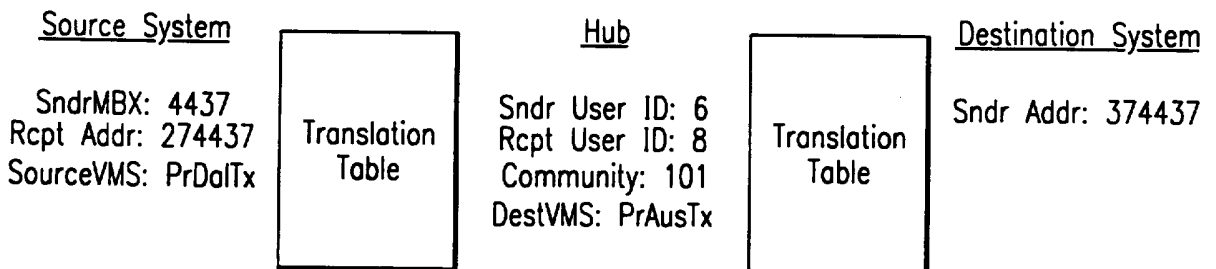 Source System
SndrMBX: 4437
Rcpt Addr: 274437
SourceVMS: PrDalTx
Translation
Table
Hub
Sndr User ID: 6
Rcpt User ID: 8
Community: 101
DestVMS: PrAusTx
Translation
Table
Destination System
Sndr Addr: 374437